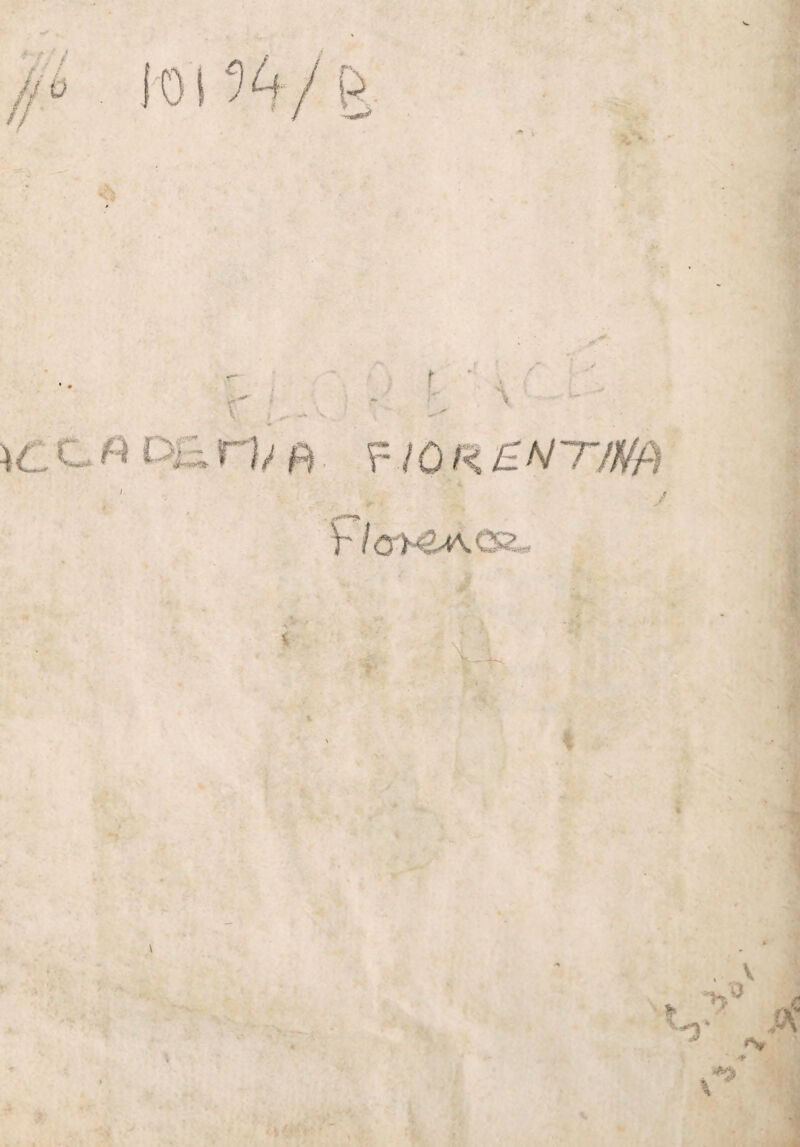 10194/B
FLORENCE
ACCADEMIA FIORENTINA,
Florence